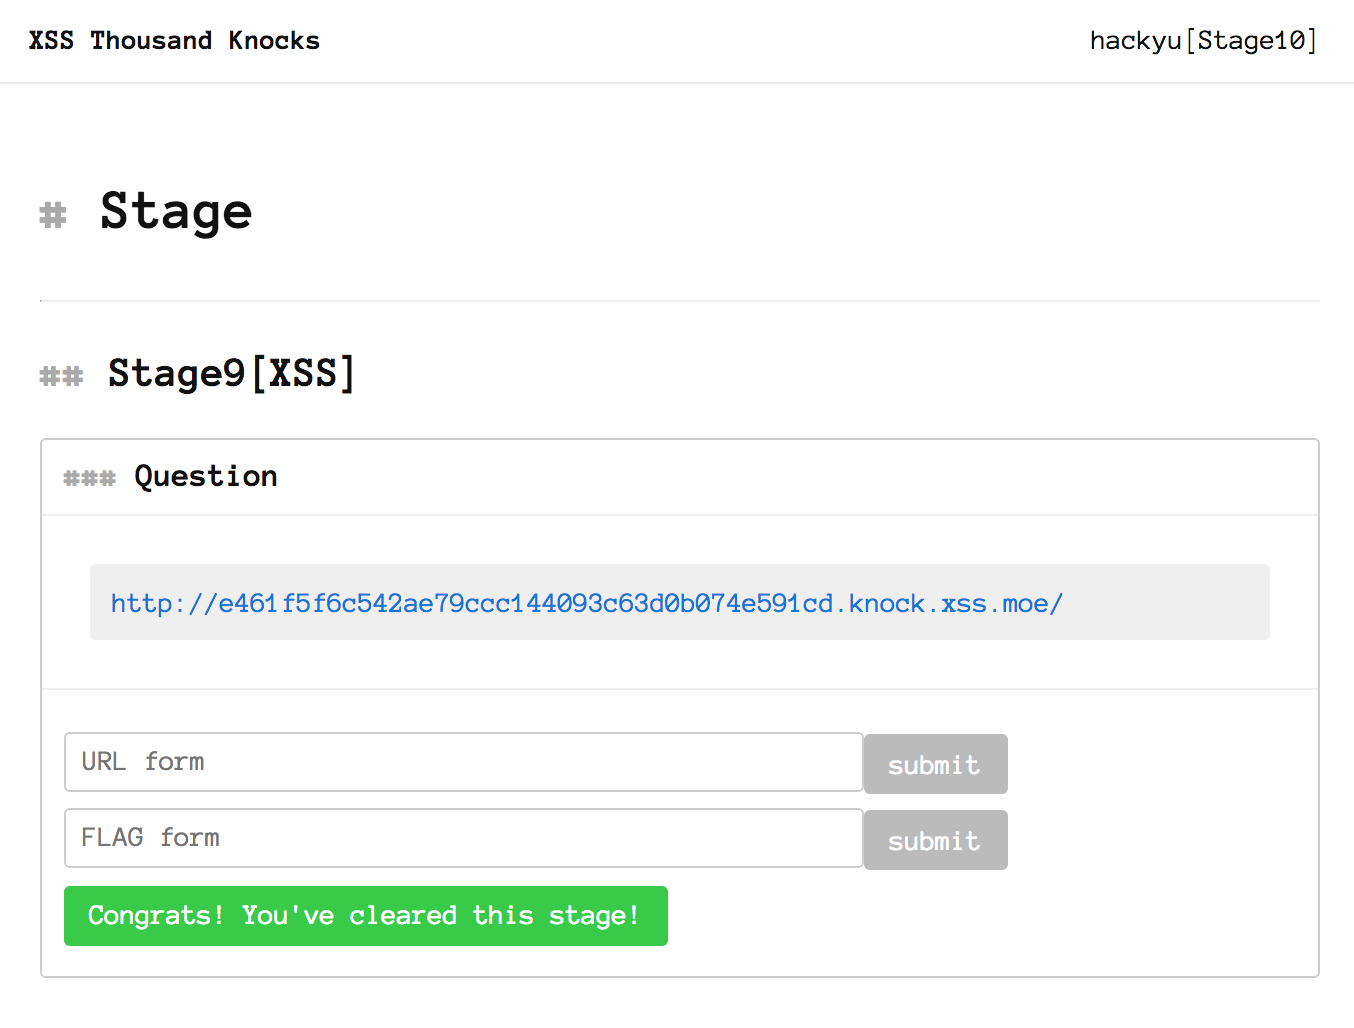 XSS Thousand Knocks
hackyu[Stage10]
# Stage
## Stage9[XSS]
### Question
http://e461f5f6c542ae79ccc144093c63d0b074e591cd.knock.xss.moe/
URL form
submit
FLAG form
submit
Congrats! You've cleared this stage!